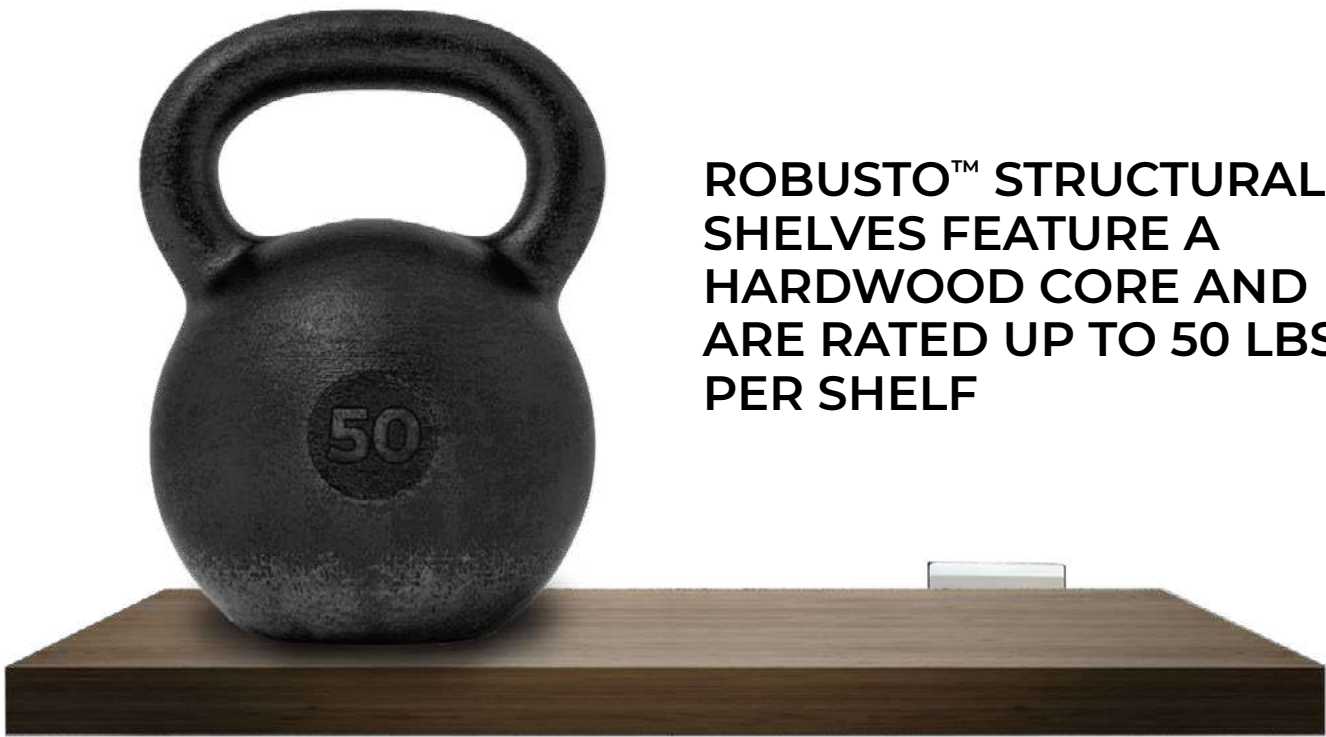 ROBUSTO™ STRUCTURAL
SHELVES FEATURE A
HARDWOOD CORE AND
ARE RATED UP TO 50 LBS
PER SHELF
50